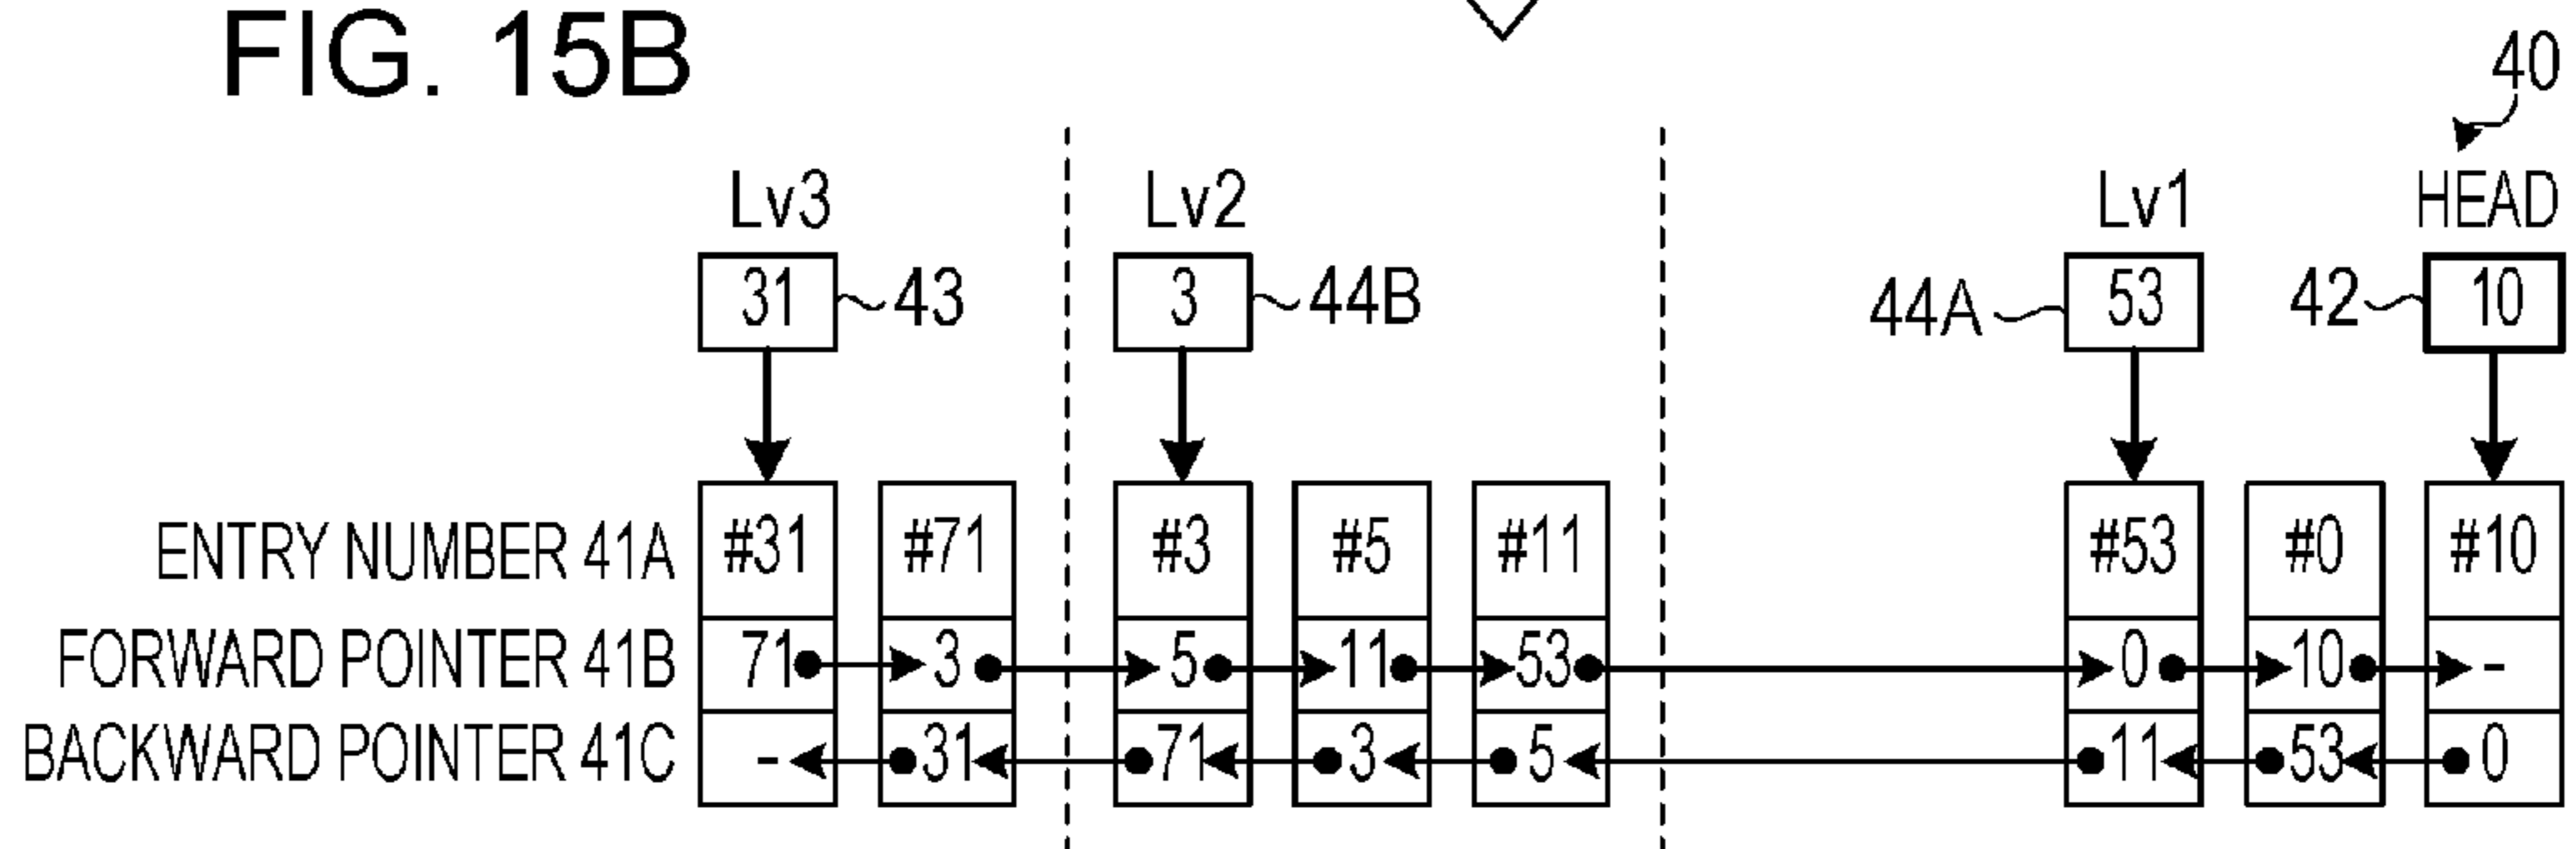 FIG. 15B
40
Lv3 Lv2 Lv1 HEAD
31 43 3 44B 44A 53 42 10
ENTRY NUMBER 41A #31 #71 #3 #5 #11 #53 #0 #10
FORWARD POINTER 41B 71 3 5 11 53 0 10 -
BACKWARD POINTER 41C - 31 71 3 5 11 53 0